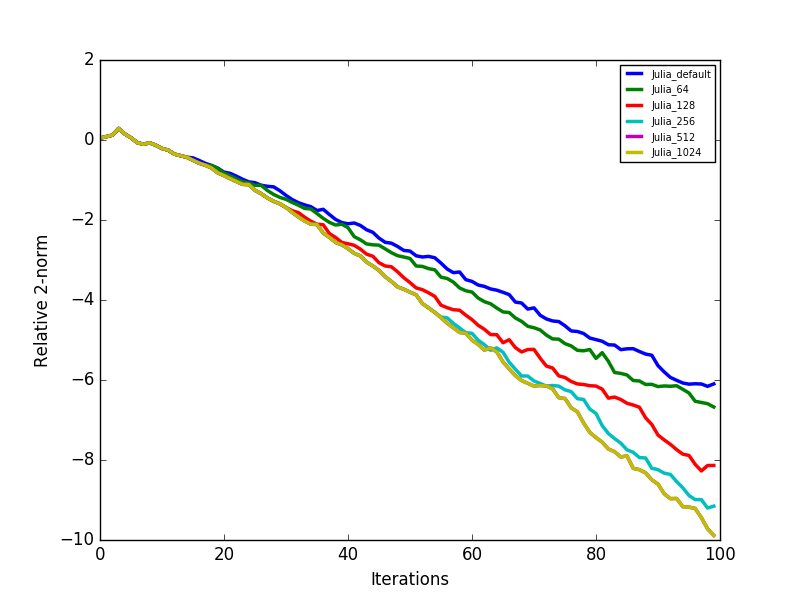 2
0
−2
−4
−6
−8
−10
0 20 40 60 80 100
Iterations
Relative 2-norm
Julia_default
Julia_64
Julia_128
Julia_256
Julia_512
Julia_1024